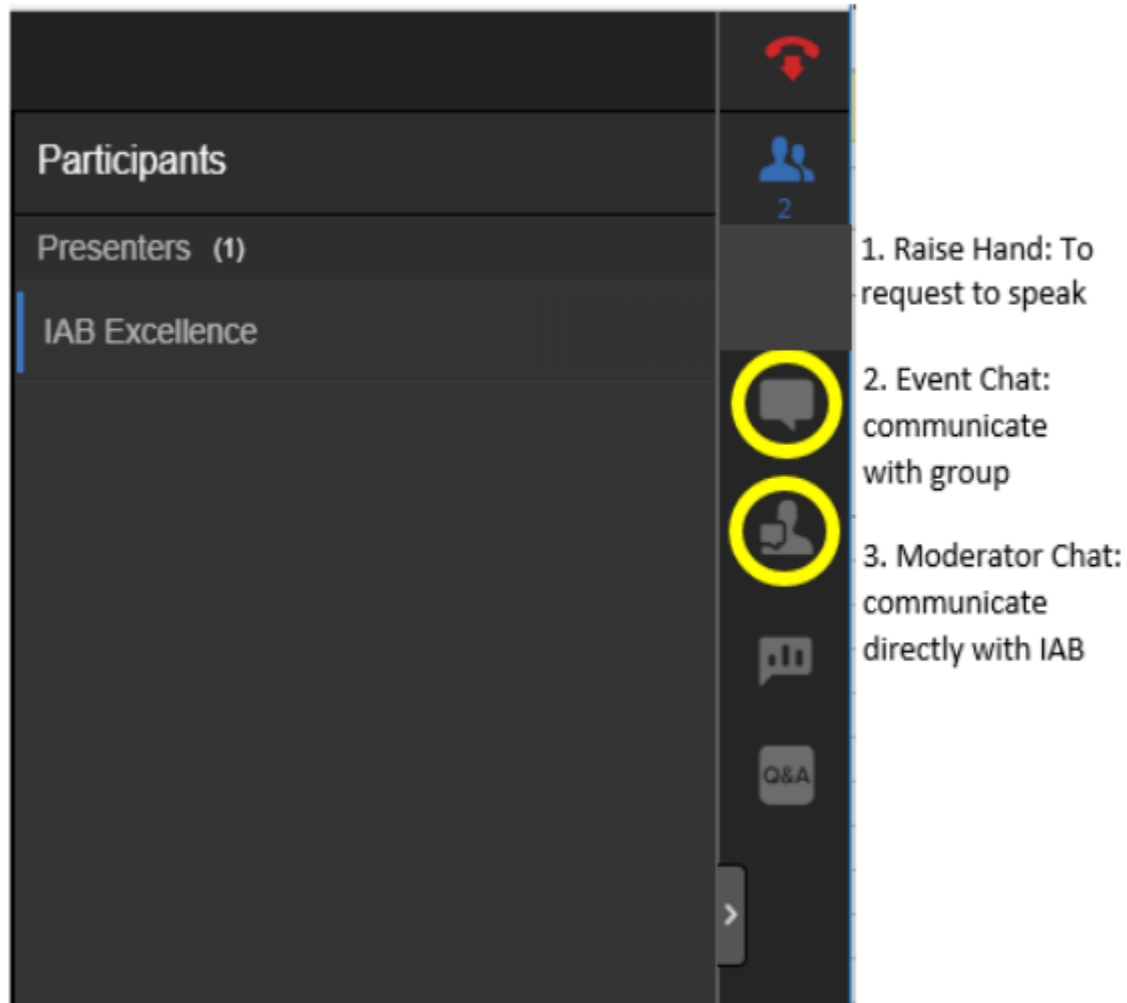 Participants
2
Presenters (1)
IAB Excellence
1. Raise Hand: To
request to speak
2. Event Chat:
communicate
with group
3. Moderator Chat:
communicate
directly with IAB
Q&A